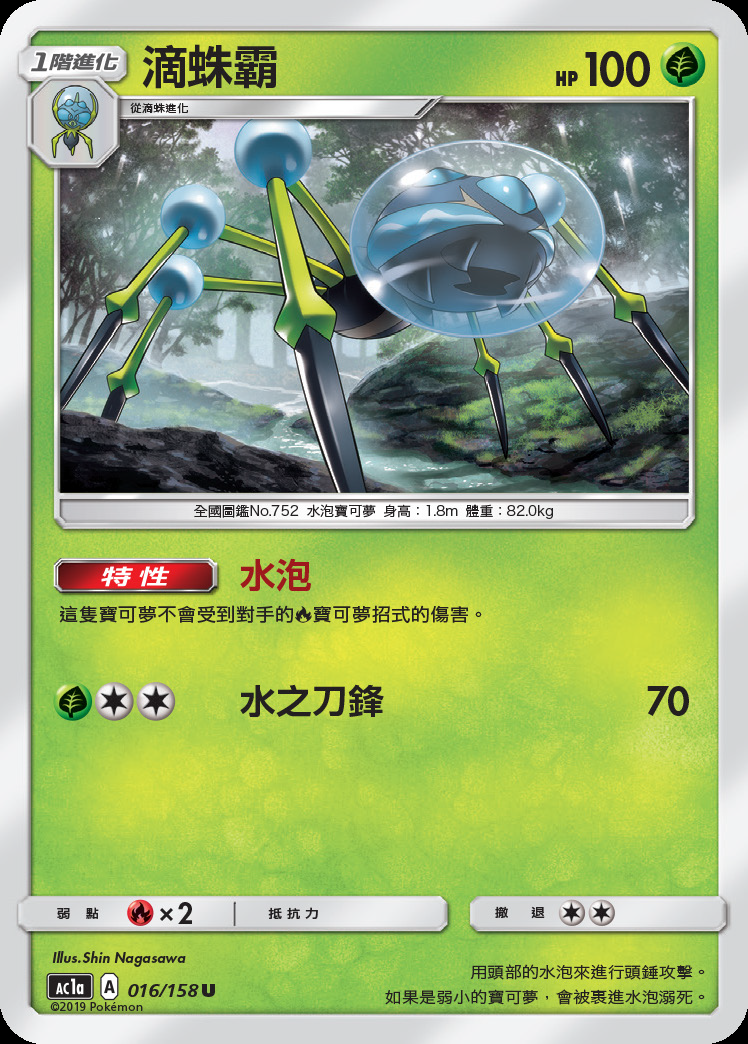 1階進化 滴蛛霸 HP 100
從滴蛛進化
全國圖鑑No.752 水泡寶可夢 身高：1.8m 體重：82.0kg
特性 水泡
這隻寶可夢不會受到對手的寶可夢招式的傷害。
水之刀鋒 70
弱點 ×2 抵抗力 撤退
Illus.Shin Nagasawa
AC1a A 016/158 U
©2019 Pokémon
用頭部的水泡來進行頭錘攻擊。
如果是弱小的寶可夢，會被裹進水泡溺死。